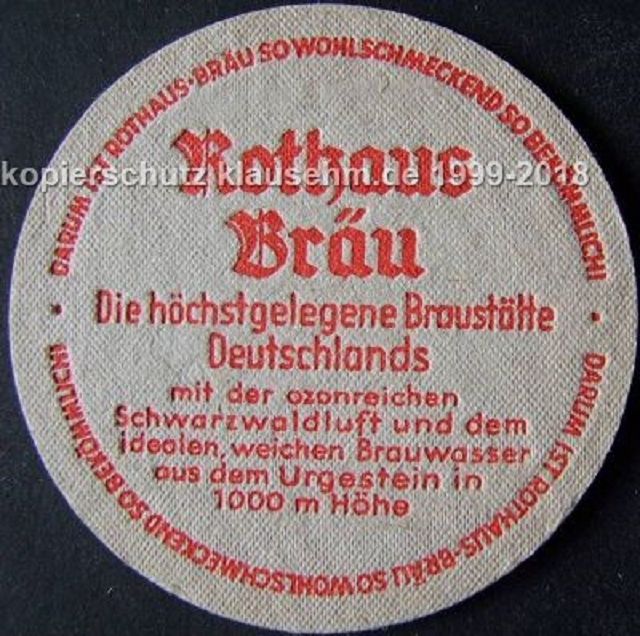 DARUM IST ROTHAUS-BRÄU SO WOHLSCHMECKEND SO BEKÖMMLICH!
Rothaus
kopierschutz klausehm.de 1999-2018
Bräu
Die höchstgelegene Braustätte
Deutschlands
mit der ozonreichen
Schwarzwaldluft und dem
idealen, weichen Brauwasser
aus dem Urgestein in
1000 m Höhe
DARUM IST ROTHAUS-BRÄU SO WOHLSCHMECKEND SO BEKÖMMLICH!